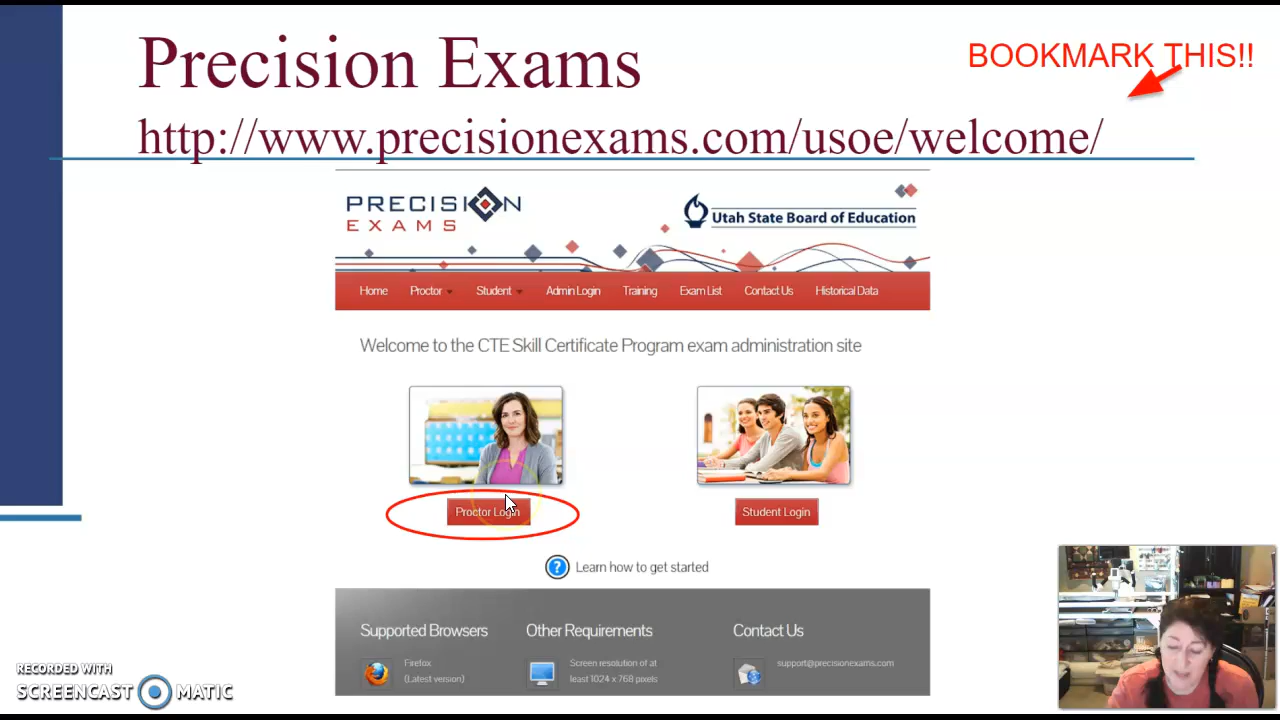 Precision Exams
BOOKMARK THIS!!
http://www.precisionexams.com/usoe/welcome/
PRECISION
EXAMS
Utah State Board of Education
Home Proctor Student Admin Login Training Exam List Contact Us Historical Data
Welcome to the CTE Skill Certificate Program exam administration site
Proctor Login
Student Login
? Learn how to get started
Supported Browsers
Firefox
(Latest version)
Other Requirements
Screen resolution of at
least 1024 x 768 pixels
Contact Us
support@precisionexams.com
RECORDED WITH
SCREENCAST MATIC